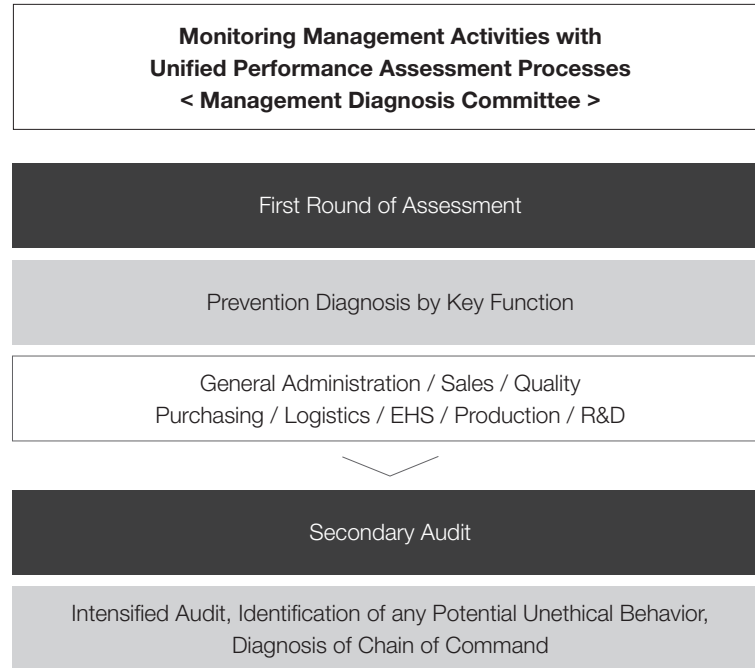 Monitoring Management Activities with
Unified Performance Assessment Processes
< Management Diagnosis Committee >
First Round of Assessment
Prevention Diagnosis by Key Function
General Administration / Sales / Quality
Purchasing / Logistics / EHS / Production / R&D
Secondary Audit
Intensified Audit, Identification of any Potential Unethical Behavior,
Diagnosis of Chain of Command